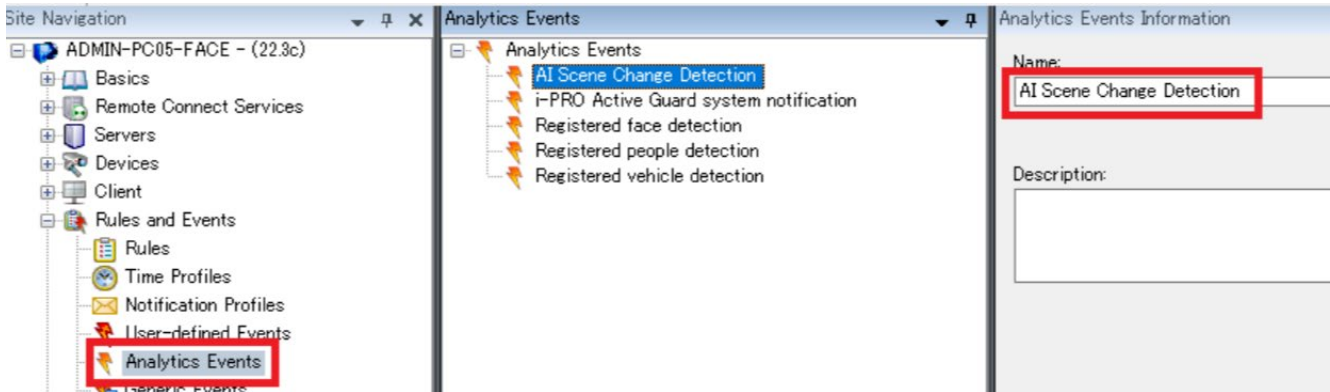 Site Navigation
ADMIN-PC05-FACE - (22.3c)
Basics
Remote Connect Services
Servers
Devices
Client
Rules and Events
Rules
Time Profiles
Notification Profiles
User-defined Events
Analytics Events
Generic Events
Analytics Events
Analytics Events
AI Scene Change Detection
i-PRO Active Guard system notification
Registered face detection
Registered people detection
Registered vehicle detection
Analytics Events Information
Name:
AI Scene Change Detection
Description: